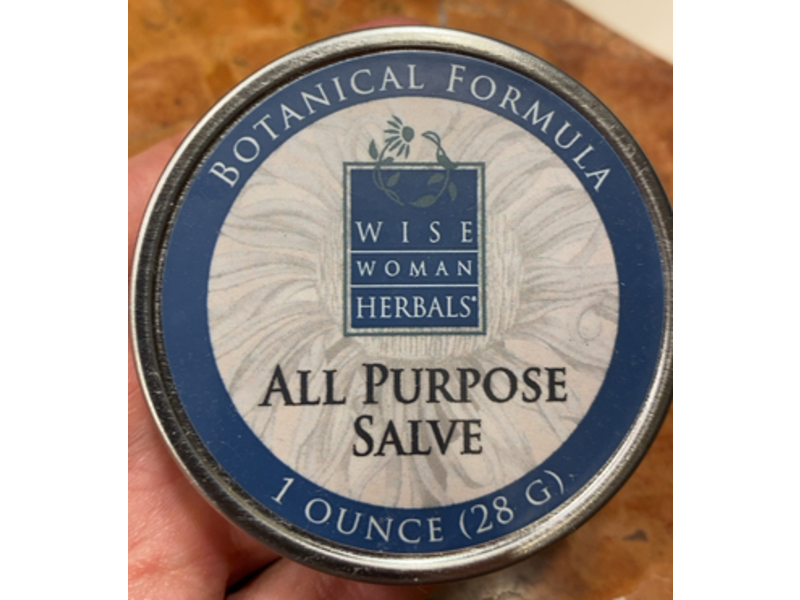 BOTANICAL FORMULA
WISE
WOMAN
HERBALS®
ALL PURPOSE
SALVE
1 OUNCE (28 G)